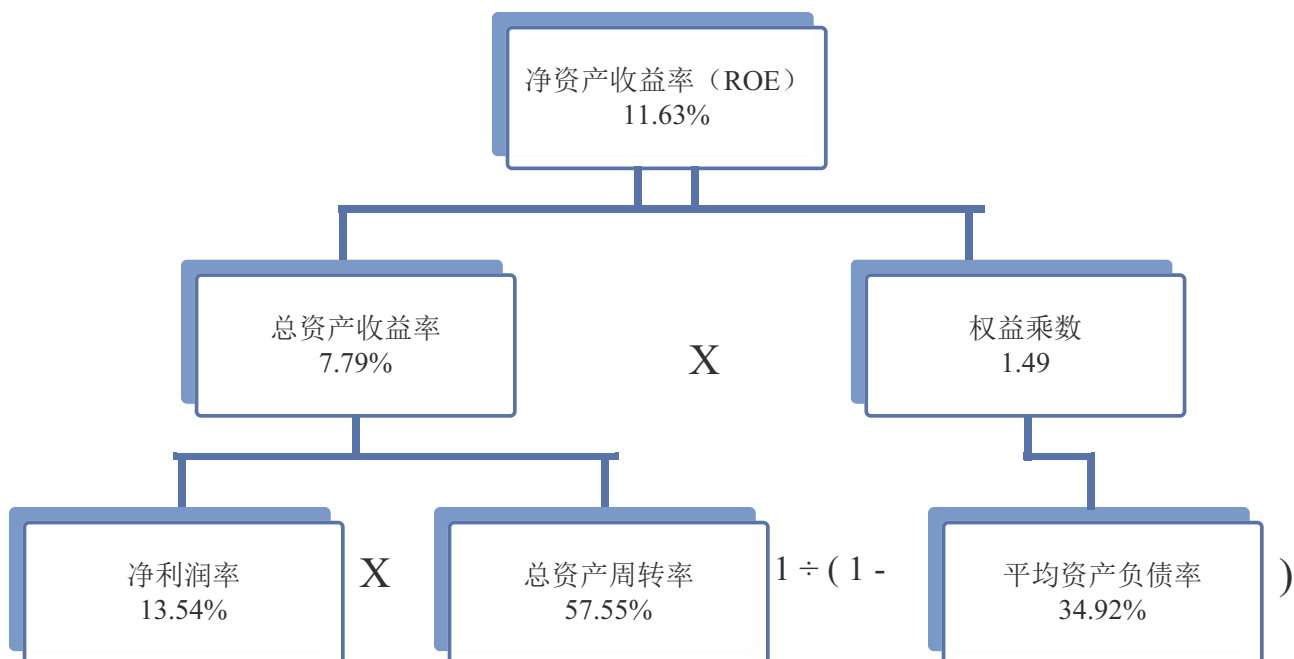 净资产收益率（ROE）
11.63%
总资产收益率
7.79%
X
权益乘数
1.49
净利润率
13.54%
X
总资产周转率
57.55%
1 ÷ ( 1 -
平均资产负债率
34.92%
)